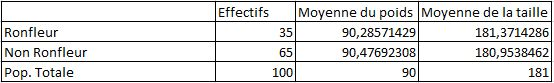 Effectifs Moyenne du poids Moyenne de la taille
Ronfleur 35 90,28571429 181,3714286
Non Ronfleur 65 90,47692308 180,9538462
Pop. Totale 100 90 181